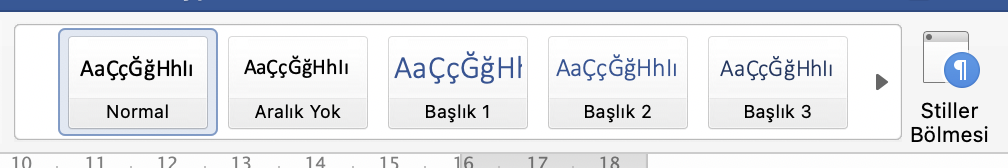 AaÇçĞğHhIı
AaÇçĞğHhIı
AaÇçĞğHh
AaÇçĞğHhIı
AaÇçĞğHhIı
Normal
Aralık Yok
Başlık 1
Başlık 2
Başlık 3
Stiller
Bölmesi
10 11 12 13 14 15 16 17 18